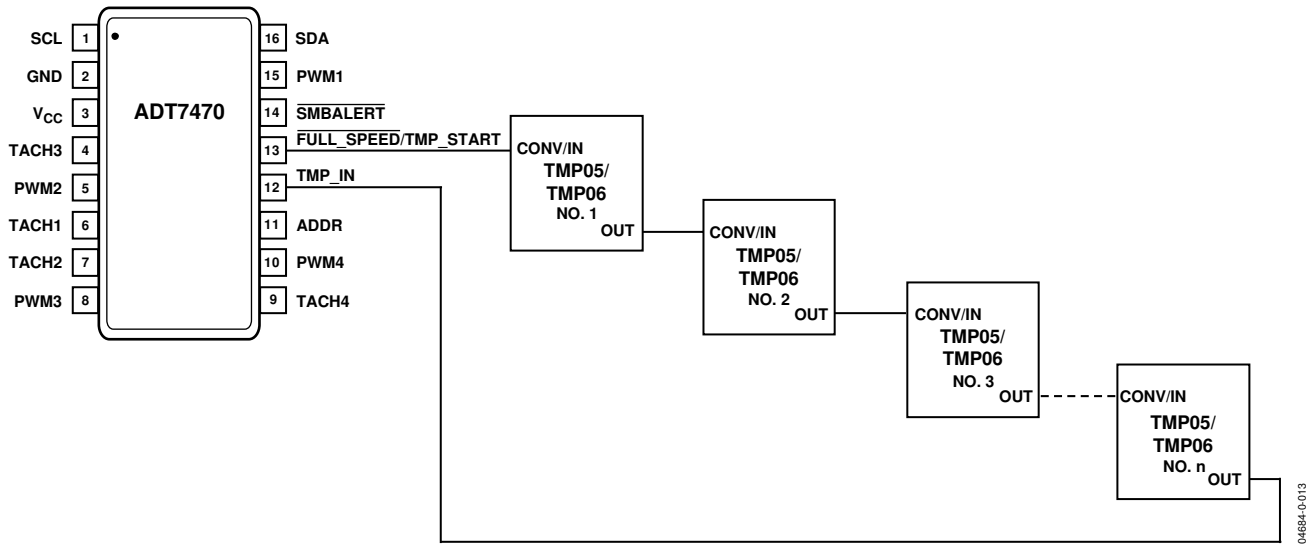 SCL 1
GND 2
VCC 3
TACH3 4
PWM2 5
TACH1 6
TACH2 7
PWM3 8
ADT7470
16 SDA
15 PWM1
14 SMBALERT
13 FULL_SPEED/TMP_START
12 TMP_IN
11 ADDR
10 PWM4
9 TACH4
CONV/IN
TMP05/
TMP06
NO. 1
OUT
CONV/IN
TMP05/
TMP06
NO. 2
OUT
CONV/IN
TMP05/
TMP06
NO. 3
OUT
CONV/IN
TMP05/
TMP06
NO. n
OUT
04684-0-013